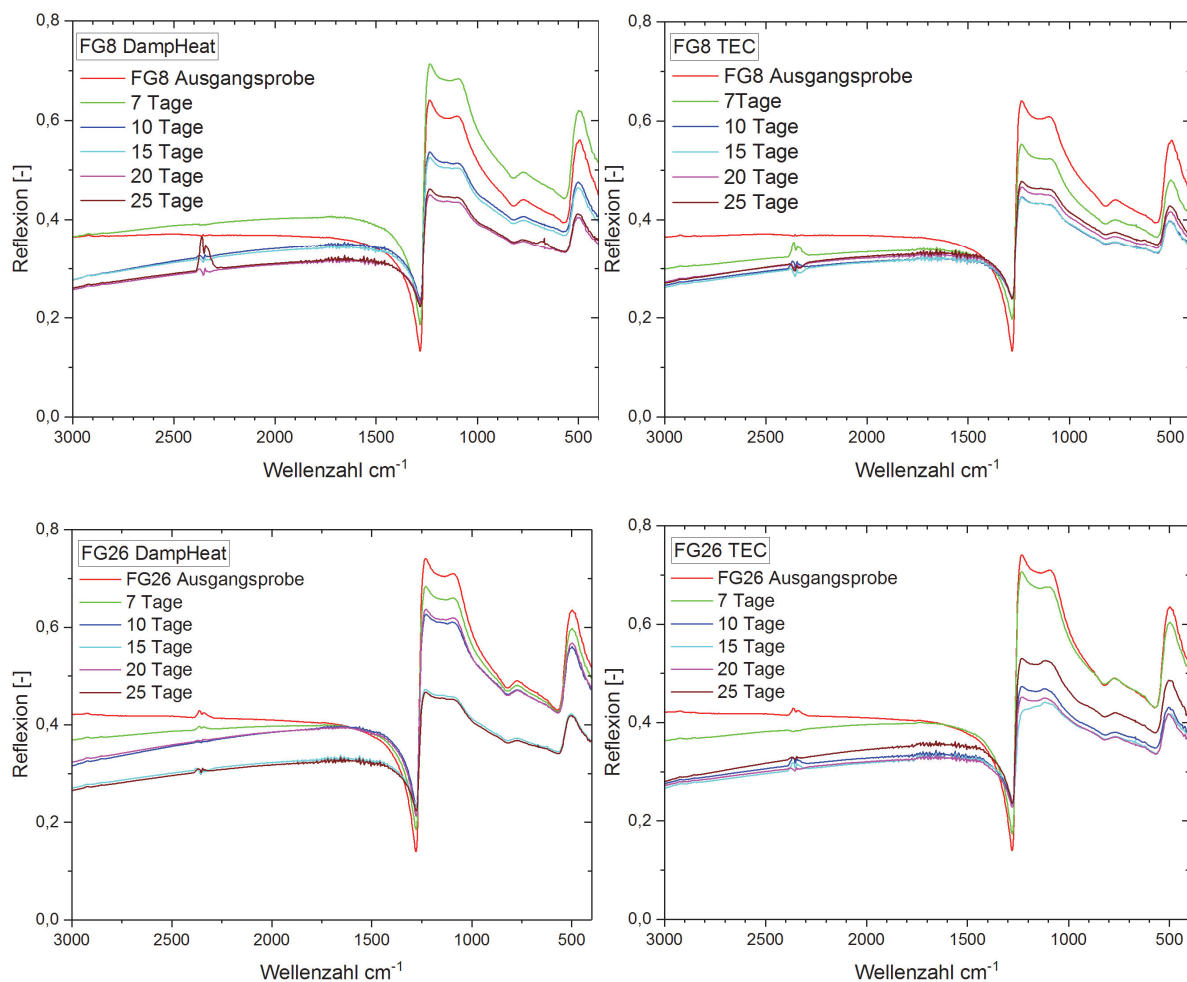 FG8 DampHeat
FG8 Ausgangsprobe
7 Tage
10 Tage
15 Tage
20 Tage
25 Tage
0,8
0,6
0,4
0,2
0,0
Reflexion [-]
3000 2500 2000 1500 1000 500
Wellenzahl cm⁻¹
FG8 TEC
FG8 Ausgangsprobe
7Tage
10 Tage
15 Tage
20 Tage
25 Tage
0,8
0,6
0,4
0,2
0,0
Reflexion [-]
3000 2500 2000 1500 1000 500
Wellenzahl cm⁻¹
FG26 DampHeat
FG26 Ausgangsprobe
7 Tage
10 Tage
15 Tage
20 Tage
25 Tage
0,8
0,6
0,4
0,2
0,0
Reflexion [-]
3000 2500 2000 1500 1000 500
Wellenzahl cm⁻¹
FG26 TEC
FG26 Ausgangsprobe
7 Tage
10 Tage
15 Tage
20 Tage
25 Tage
0,8
0,6
0,4
0,2
0,0
Reflexion [-]
3000 2500 2000 1500 1000 500
Wellenzahl cm⁻¹